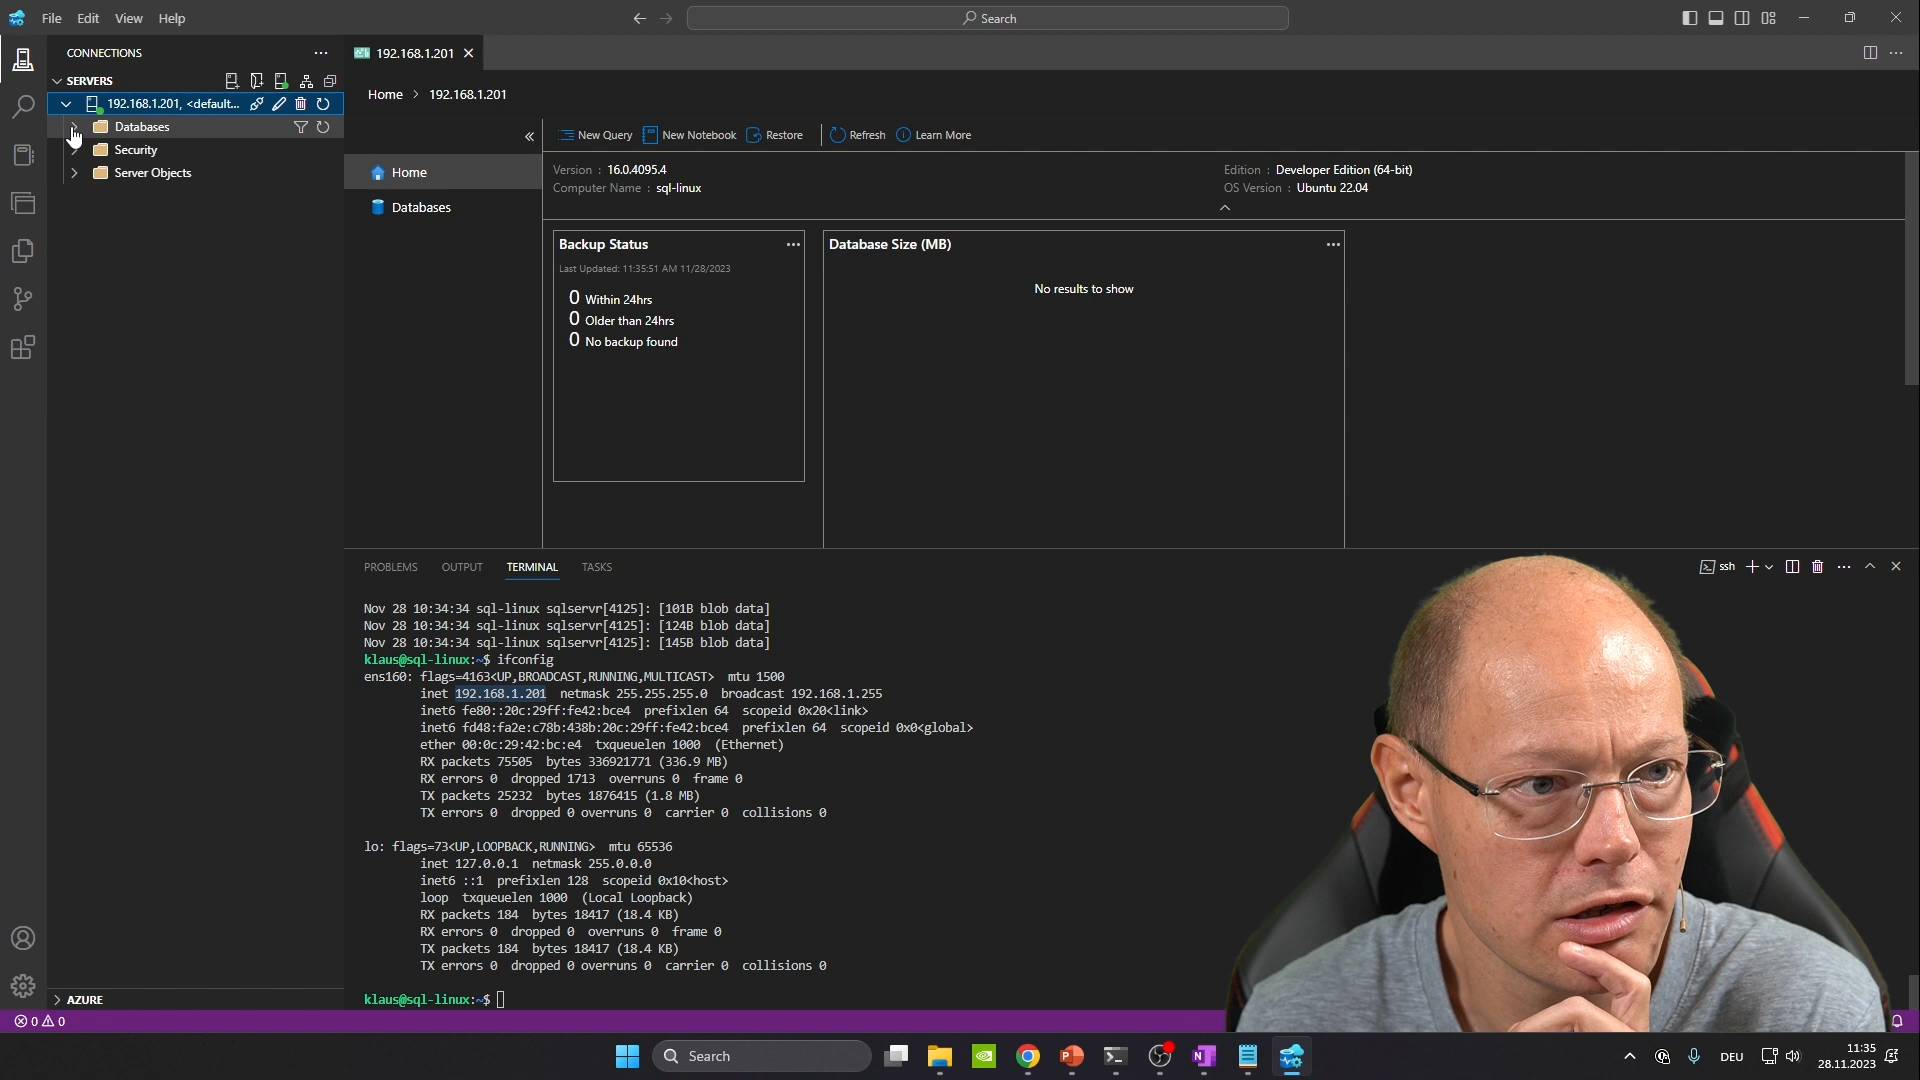 File Edit View Help
Search
CONNECTIONS
192.168.1.201
SERVERS
192.168.1.201, <default...
Home > 192.168.1.201
Databases
Security
Server Objects
New Query New Notebook Restore Refresh Learn More
Home
Databases
Version : 16.0.4095.4
Computer Name : sql-linux
Edition : Developer Edition (64-bit)
OS Version : Ubuntu 22.04
Backup Status
Last Updated: 11:35:51 AM 11/28/2023
0 Within 24hrs
0 Older than 24hrs
0 No backup found
Database Size (MB)
No results to show
PROBLEMS OUTPUT TERMINAL TASKS
ssh
Nov 28 10:34:34 sql-linux sqlservr[4125]: [101B blob data]
Nov 28 10:34:34 sql-linux sqlservr[4125]: [124B blob data]
Nov 28 10:34:34 sql-linux sqlservr[4125]: [145B blob data]
klaus@sql-linux:~$ ifconfig
ens160: flags=4163<UP,BROADCAST,RUNNING,MULTICAST> mtu 1500
inet 192.168.1.201 netmask 255.255.255.0 broadcast 192.168.1.255
inet6 fe80::20c:29ff:fe42:bce4 prefixlen 64 scopeid 0x20<link>
inet6 fd48:fa2e:c78b:438b:20c:29ff:fe42:bce4 prefixlen 64 scopeid 0x0<global>
ether 00:0c:29:42:bc:e4 txqueuelen 1000 (Ethernet)
RX packets 75505 bytes 336921771 (336.9 MB)
RX errors 0 dropped 1713 overruns 0 frame 0
TX packets 25232 bytes 1876415 (1.8 MB)
TX errors 0 dropped 0 overruns 0 carrier 0 collisions 0
lo: flags=73<UP,LOOPBACK,RUNNING> mtu 65536
inet 127.0.0.1 netmask 255.0.0.0
inet6 ::1 prefixlen 128 scopeid 0x10<host>
loop txqueuelen 1000 (Local Loopback)
RX packets 184 bytes 18417 (18.4 KB)
RX errors 0 dropped 0 overruns 0 frame 0
TX packets 184 bytes 18417 (18.4 KB)
TX errors 0 dropped 0 overruns 0 carrier 0 collisions 0
klaus@sql-linux:~$
AZURE
0 0
Search
DEU
11:35
28.11.2023